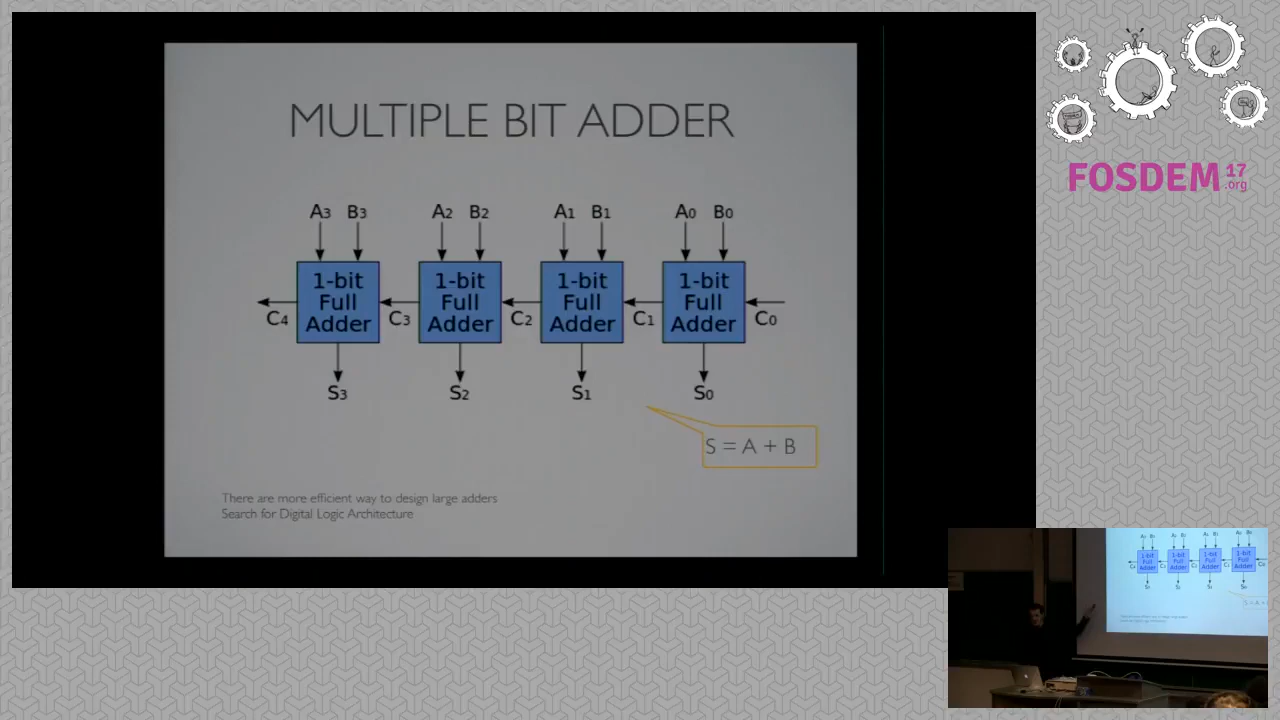 MULTIPLE BIT ADDER
A3 B3 A2 B2 A1 B1 A0 B0
1-bit Full Adder 1-bit Full Adder 1-bit Full Adder 1-bit Full Adder
C4 C3 C2 C1 C0
S3 S2 S1 S0
S = A + B
There are more efficient way to design large adders
Search for Digital Logic Architecture
FOSDEM 17 .org